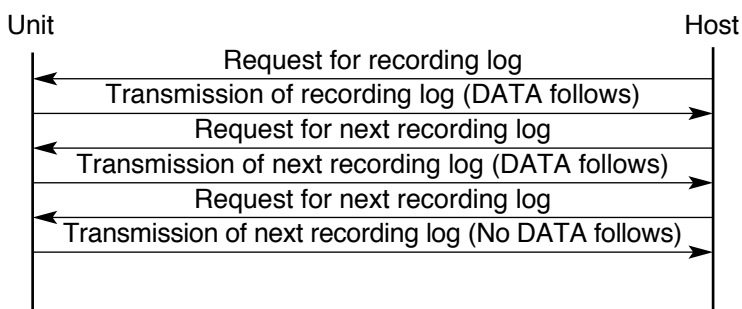 Unit
Host
Request for recording log
Transmission of recording log (DATA follows)
Request for next recording log
Transmission of next recording log (DATA follows)
Request for next recording log
Transmission of next recording log (No DATA follows)